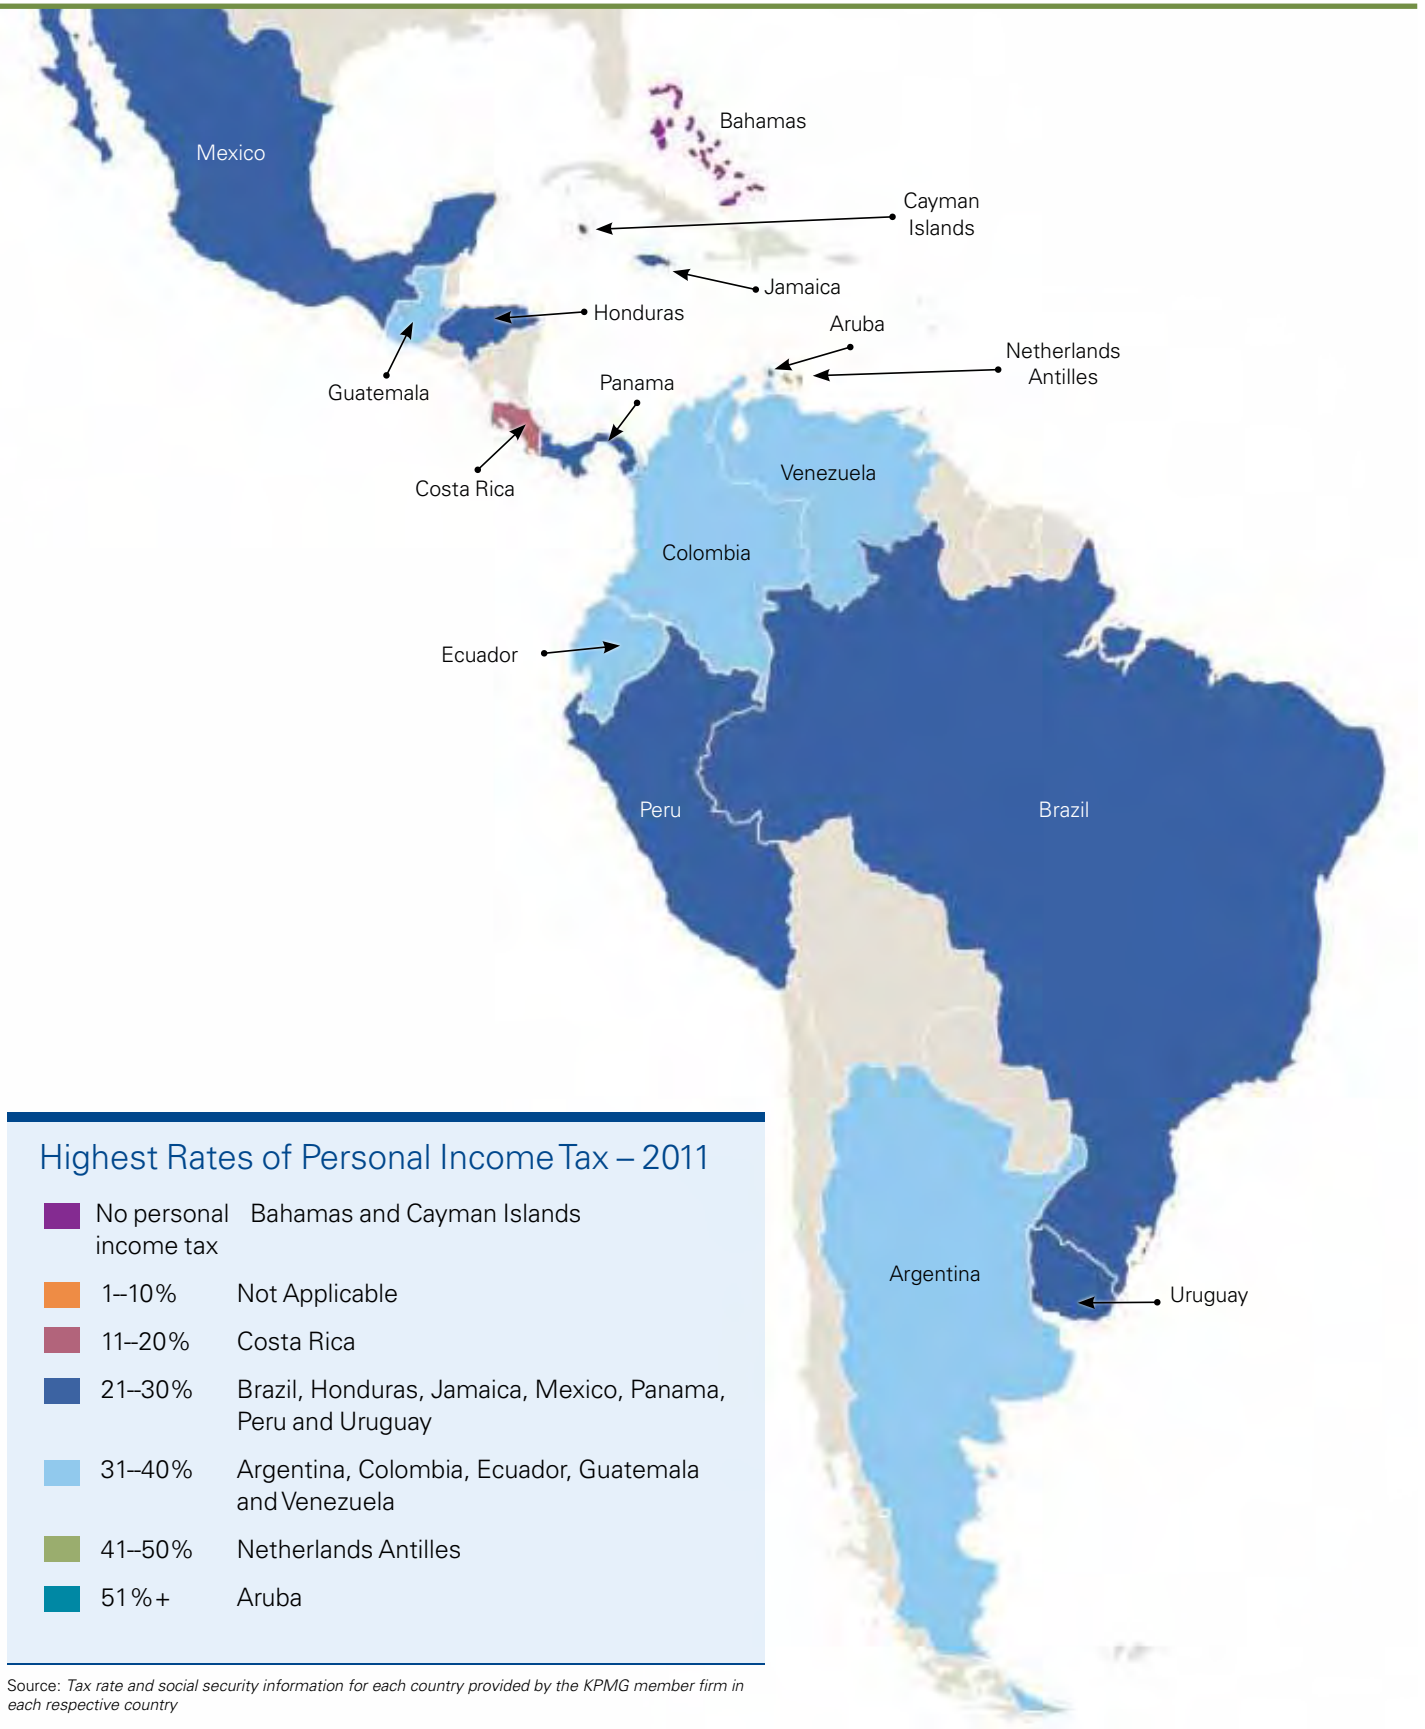 Mexico
Bahamas
Cayman
Islands
Jamaica
Honduras
Aruba
Netherlands
Antilles
Guatemala
Panama
Costa Rica
Venezuela
Colombia
Ecuador
Peru
Brazil
Argentina
Uruguay
Highest Rates of Personal Income Tax – 2011
No personal Bahamas and Cayman Islands
income tax
1–10% Not Applicable
11–20% Costa Rica
21–30% Brazil, Honduras, Jamaica, Mexico, Panama,
Peru and Uruguay
31–40% Argentina, Colombia, Ecuador, Guatemala
and Venezuela
41–50% Netherlands Antilles
51%+ Aruba
Source: Tax rate and social security information for each country provided by the KPMG member firm in
each respective country